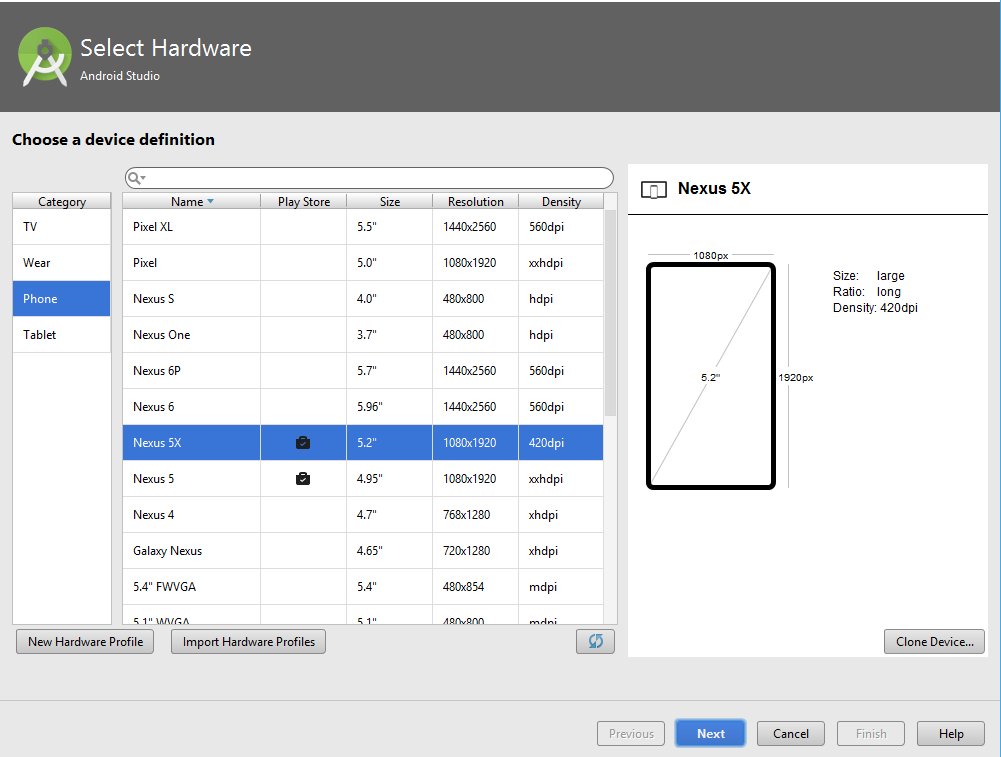 Select Hardware
Android Studio
Choose a device definition
Category
TV
Wear
Phone
Tablet
Name Play Store Size Resolution Density
Pixel XL 5.5" 1440x2560 560dpi
Pixel 5.0" 1080x1920 xxhdpi
Nexus S 4.0" 480x800 hdpi
Nexus One 3.7" 480x800 hdpi
Nexus 6P 5.7" 1440x2560 560dpi
Nexus 6 5.96" 1440x2560 560dpi
Nexus 5X 5.2" 1080x1920 420dpi
Nexus 5 4.95" 1080x1920 xxhdpi
Nexus 4 4.7" 768x1280 xhdpi
Galaxy Nexus 4.65" 720x1280 xhdpi
5.4" FWVGA 5.4" 480x854 mdpi
5.1" WVGA 5.1" 480x800 mdpi
New Hardware Profile
Import Hardware Profiles
Nexus 5X
1080px
5.2"
1920px
Size: large
Ratio: long
Density: 420dpi
Clone Device...
Previous
Next
Cancel
Finish
Help